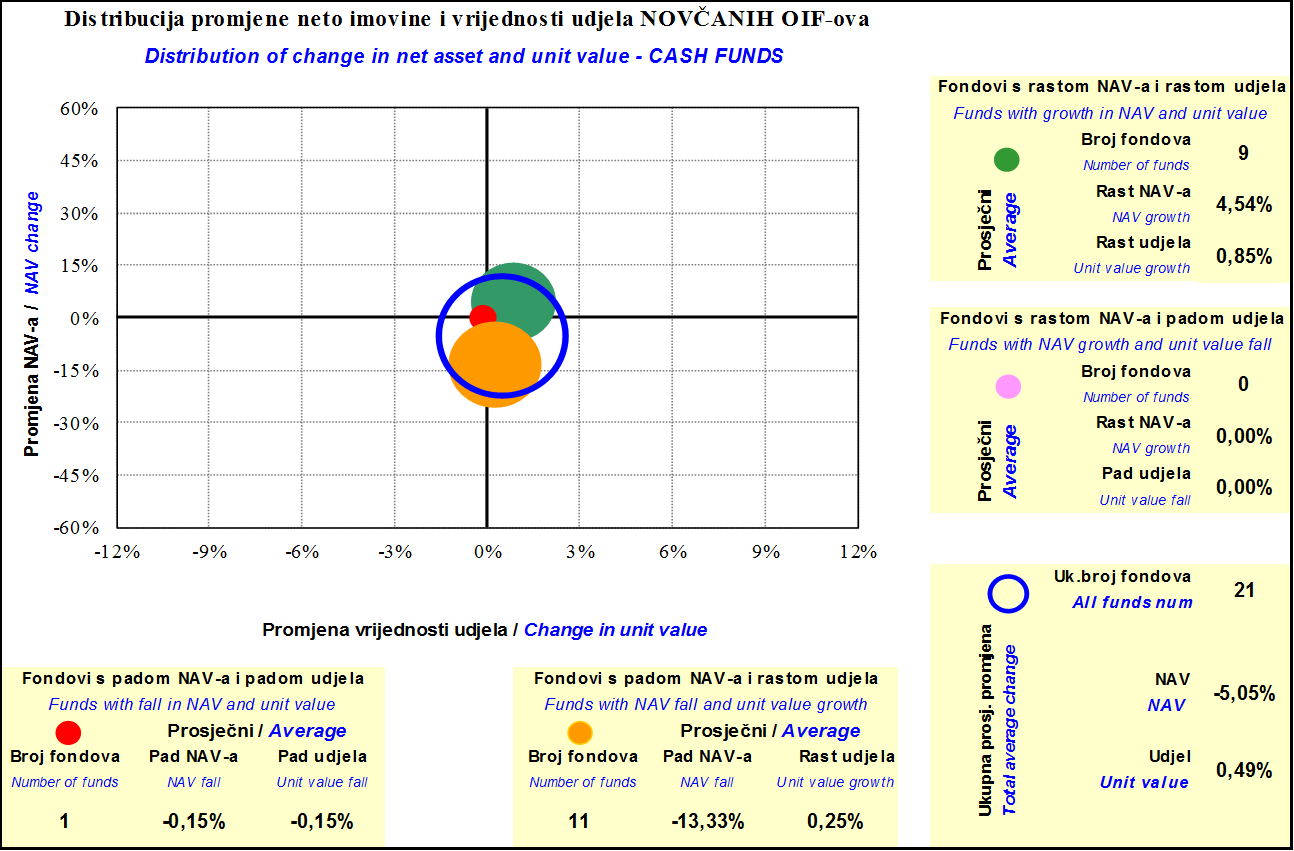 Distribucija promjene neto imovine i vrijednosti udjela NOVČANIH OIF-ova
Distribution of change in net asset and unit value - CASH FUNDS
60%
45%
30%
15%
0%
-15%
-30%
-45%
-60%
Promjena NAV-a / NAV change
-12%
-9%
-6%
-3%
0%
3%
6%
9%
12%
Promjena vrijednosti udjela / Change in unit value
Fondovi s rastom NAV-a i rastom udjela
Funds with growth in NAV and unit value
Prosječni
Average
Broj fondova
Number of funds
9
Rast NAV-a
NAV growth
4,54%
Rast udjela
Unit value growth
0,85%
Fondovi s rastom NAV-a i padom udjela
Funds with NAV growth and unit value fall
Prosječni
Average
Broj fondova
Number of funds
0
Rast NAV-a
NAV growth
0,00%
Pad udjela
Unit value fall
0,00%
Uk.broj fondova
All funds num
21
Ukupna prosj. promjena
Total average change
NAV
NAV
-5,05%
Udjel
Unit value
0,49%
Fondovi s padom NAV-a i padom udjela
Funds with fall in NAV and unit value
Prosječni / Average
Broj fondova Pad NAV-a Pad udjela
Number of funds NAV fall Unit value fall
1 -0,15% -0,15%
Fondovi s padom NAV-a i rastom udjela
Funds with NAV fall and unit value growth
Prosječni / Average
Broj fondova Pad NAV-a Rast udjela
Number of funds NAV fall Unit value growth
11 -13,33% 0,25%